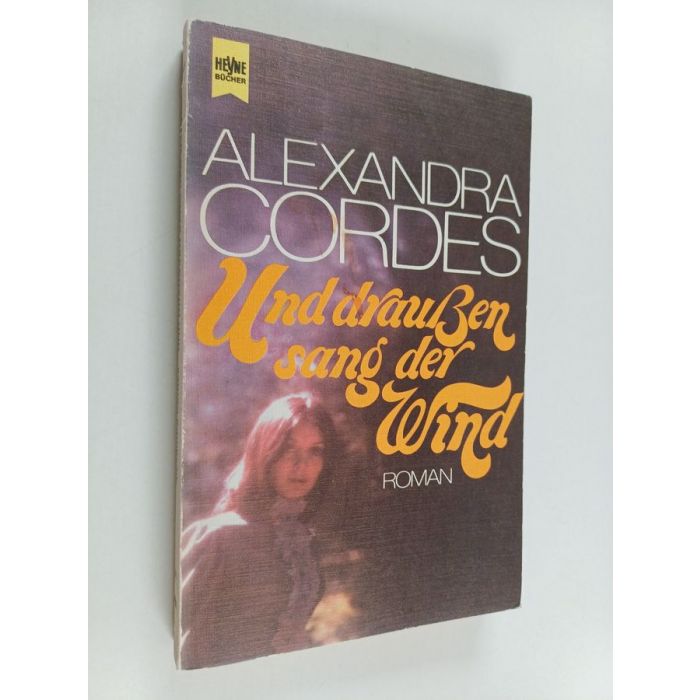 HEYNE
BÜCHER
ALEXANDRA
CORDES
Und draußen
sang der
Wind
ROMAN